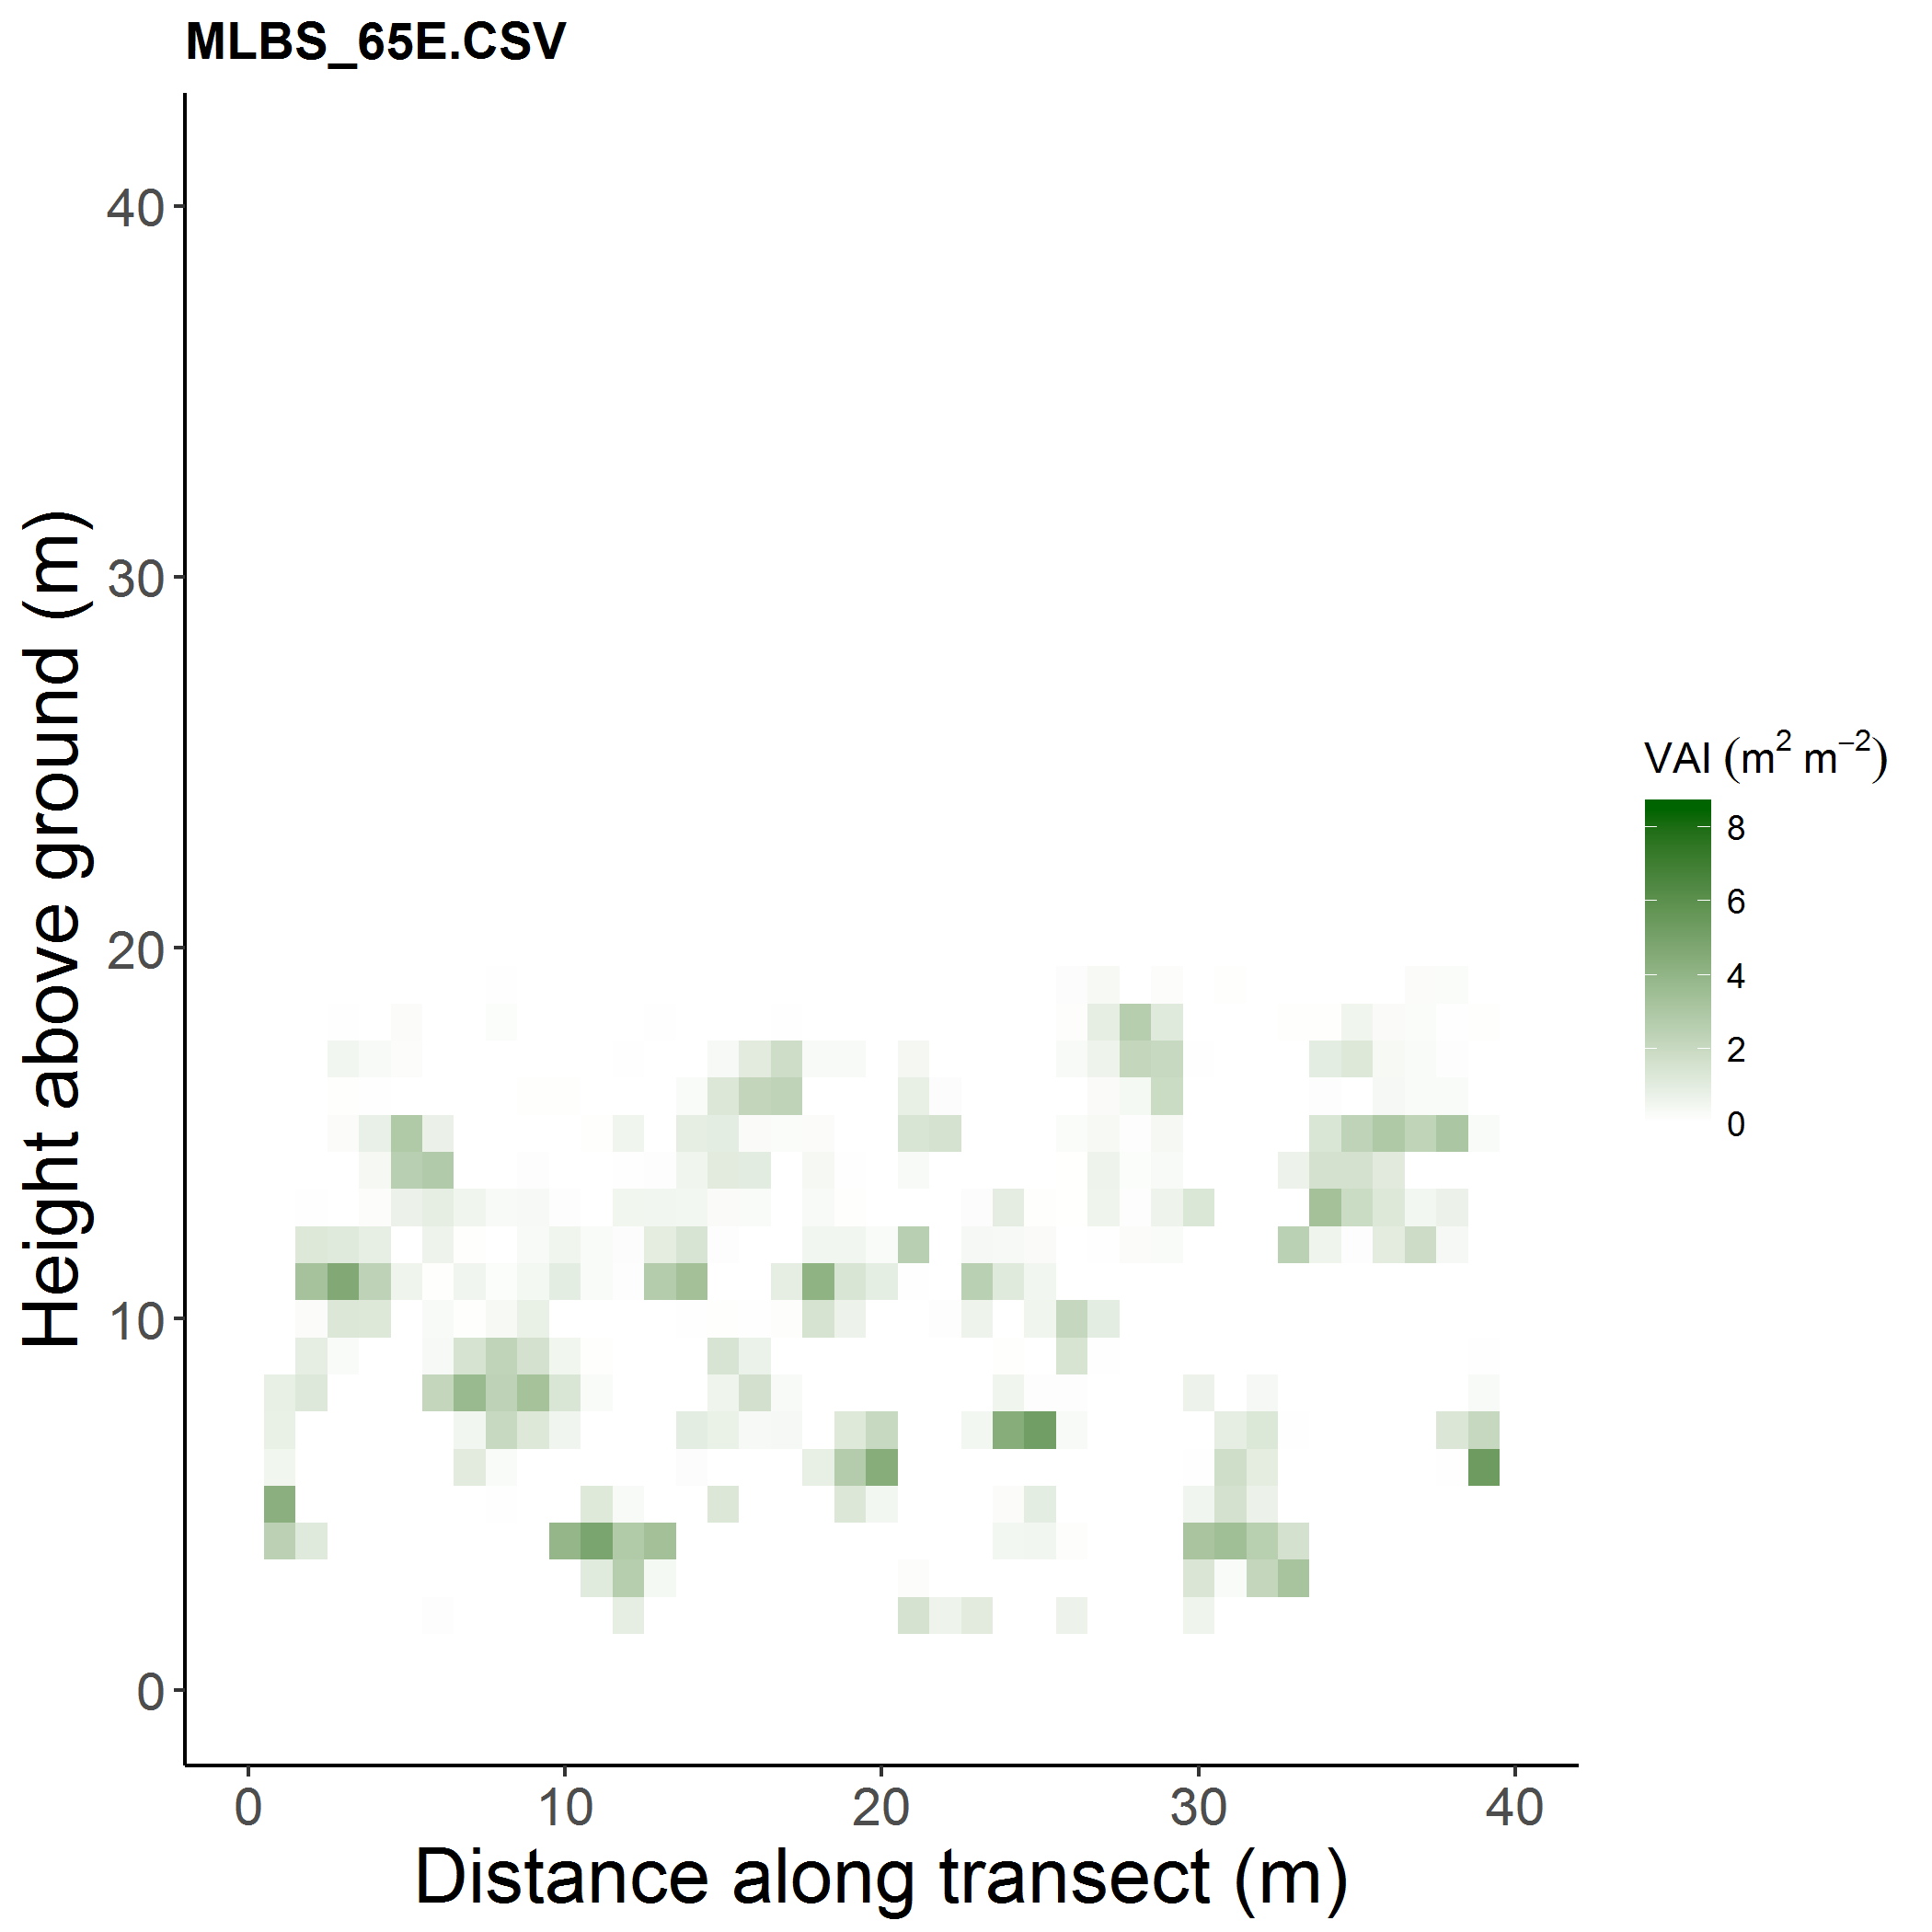 MLBS_65E.CSV
40
30
20
10
0
Height above ground (m)
0 10 20 30 40
Distance along transect (m)
VAI (m² m⁻²)
8
6
4
2
0